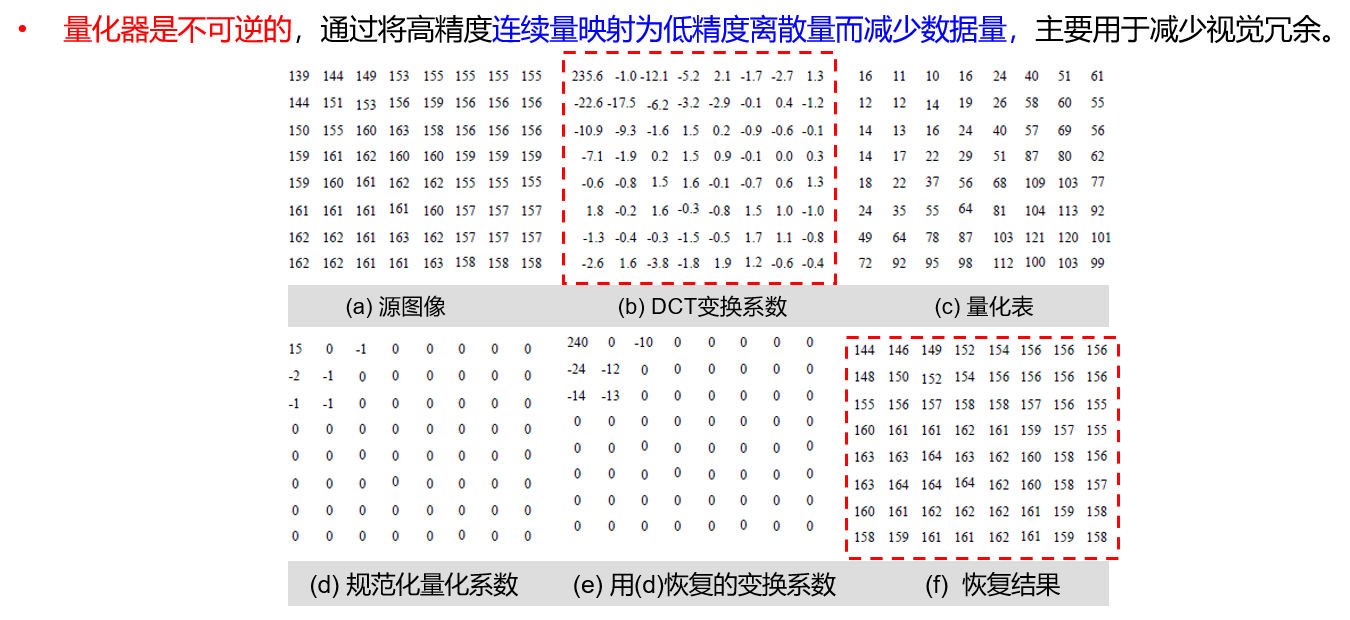 • 量化器是不可逆的，通过将高精度连续量映射为低精度离散量而减少数据量，主要用于减少视觉冗余。
139 144 149 153 155 155 155 155
144 151 153 156 159 156 156 156
150 155 160 163 158 156 156 156
159 161 162 160 160 159 159 159
159 160 161 162 162 155 155 155
161 161 161 161 160 157 157 157
162 162 161 163 162 157 157 157
162 162 161 161 163 158 158 158
(a) 源图像
235.6 -1.0 -12.1 -5.2 2.1 -1.7 -2.7 1.3
-22.6 -17.5 -6.2 -3.2 -2.9 -0.1 0.4 -1.2
-10.9 -9.3 -1.6 1.5 0.2 -0.9 -0.6 -0.1
-7.1 -1.9 0.2 1.5 0.9 -0.1 0.0 0.3
-0.6 -0.8 1.5 1.6 -0.1 -0.7 0.6 1.3
1.8 -0.2 1.6 -0.3 -0.8 1.5 1.0 -1.0
-1.3 -0.4 -0.3 -1.5 -0.5 1.7 1.1 -0.8
-2.6 1.6 -3.8 -1.8 1.9 1.2 -0.6 -0.4
(b) DCT变换系数
16 11 10 16 24 40 51 61
12 12 14 19 26 58 60 55
14 13 16 24 40 57 69 56
14 17 22 29 51 87 80 62
18 22 37 56 68 109 103 77
24 35 55 64 81 104 113 92
49 64 78 87 103 121 120 101
72 92 95 98 112 100 103 99
(c) 量化表
15 0 -1 0 0 0 0 0
-2 -1 0 0 0 0 0 0
-1 -1 0 0 0 0 0 0
0 0 0 0 0 0 0 0
0 0 0 0 0 0 0 0
0 0 0 0 0 0 0 0
0 0 0 0 0 0 0 0
0 0 0 0 0 0 0 0
(d) 规范化量化系数
240 0 -10 0 0 0 0 0
-24 -12 0 0 0 0 0 0
-14 -13 0 0 0 0 0 0
0 0 0 0 0 0 0 0
0 0 0 0 0 0 0 0
0 0 0 0 0 0 0 0
0 0 0 0 0 0 0 0
0 0 0 0 0 0 0 0
(e) 用(d)恢复的变换系数
144 146 149 152 154 156 156 156
148 150 152 154 156 156 156 156
155 156 157 158 158 157 156 155
160 161 161 162 161 159 157 155
163 163 164 163 162 160 158 156
163 164 164 164 162 160 158 157
160 161 162 162 162 161 159 158
158 159 161 161 162 161 159 158
(f) 恢复结果